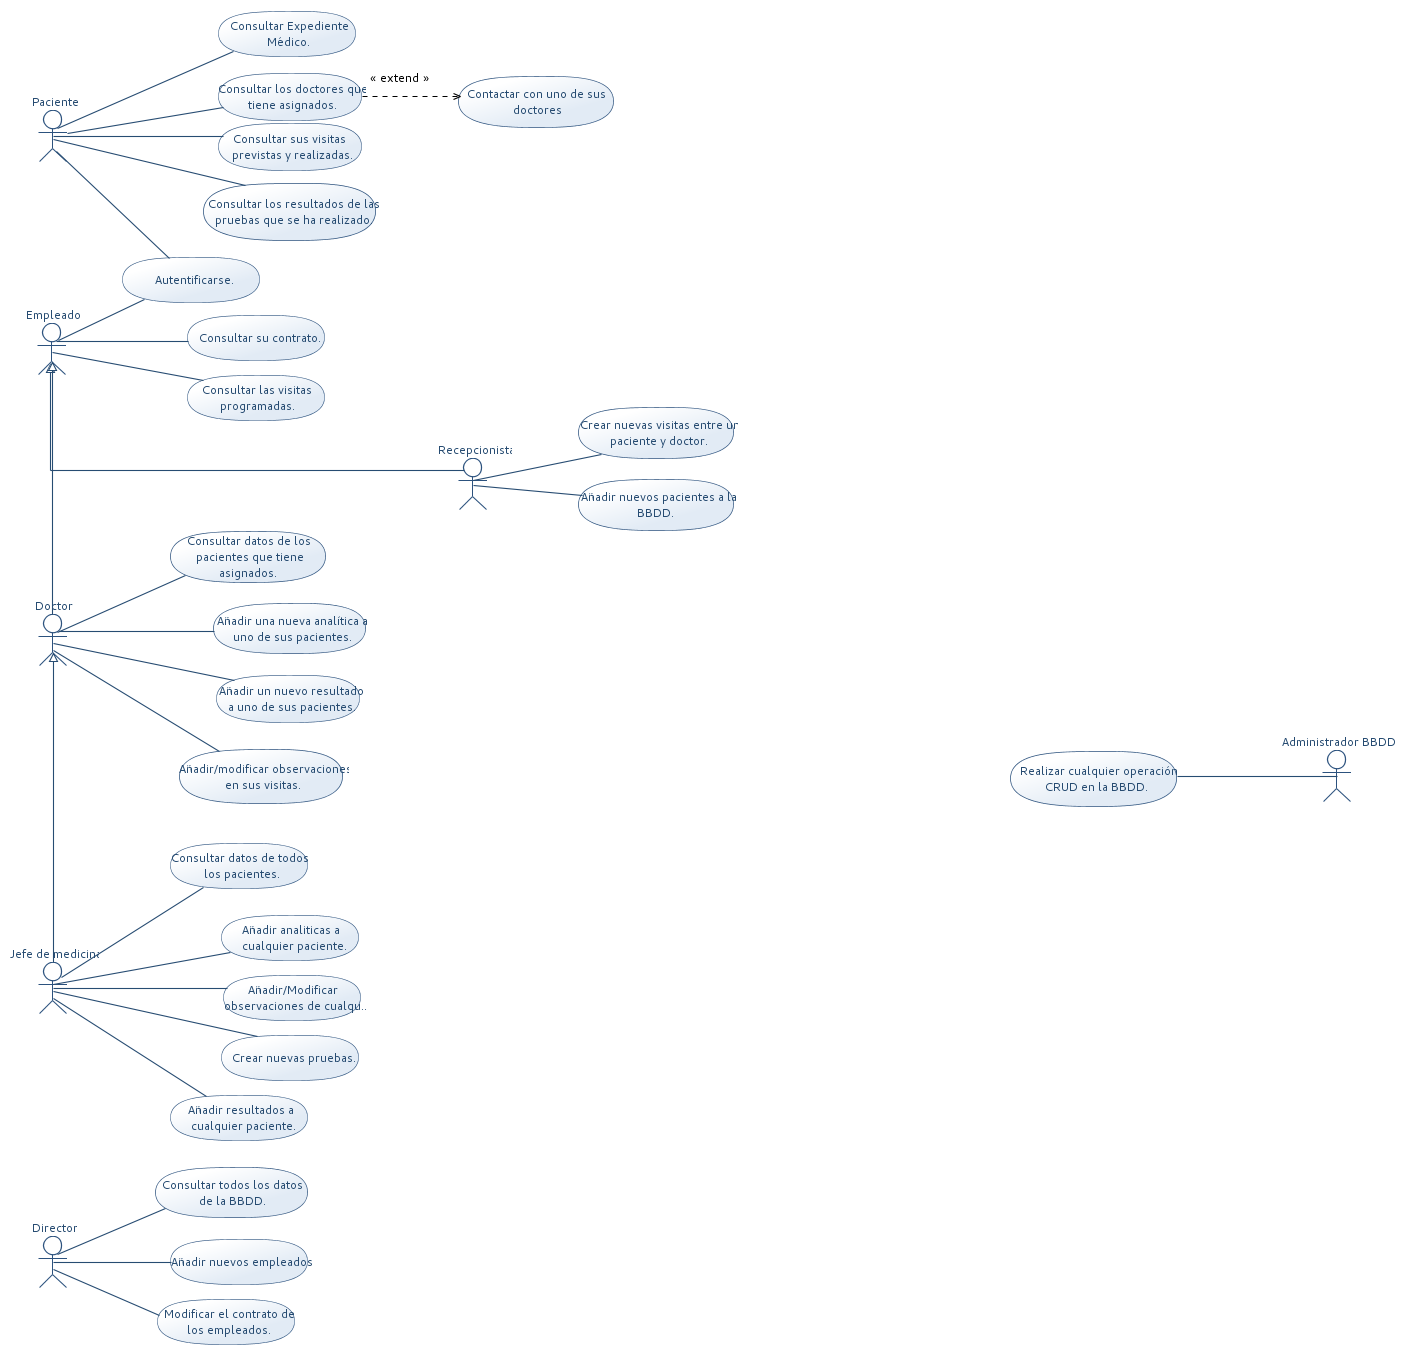 Consultar Expediente
Médico.
« extend »
Consultar los doctores que
tiene asignados.
Contactar con uno de sus
doctores
Paciente
Consultar sus visitas
previstas y realizadas.
Consultar los resultados de las
pruebas que se ha realizado
Autentificarse.
Empleado
Consultar su contrato.
Consultar las visitas
programadas.
Crear nuevas visitas entre un
paciente y doctor.
Recepcionista
Añadir nuevos pacientes a la
BBDD.
Consultar datos de los
pacientes que tiene
asignados.
Doctor
Añadir una nueva analítica a
uno de sus pacientes.
Añadir un nuevo resultado
a uno de sus pacientes
Añadir/modificar observaciones
en sus visitas.
Administrador BBDD
Realizar cualquier operación
CRUD en la BBDD.
Consultar datos de todos
los pacientes.
Añadir analiticas a
cualquier paciente.
Jefe de medicina
Añadir/Modificar
observaciones de cualqu..
Crear nuevas pruebas.
Añadir resultados a
cualquier paciente.
Consultar todos los datos
de la BBDD.
Director
Añadir nuevos empleados
Modificar el contrato de
los empleados.